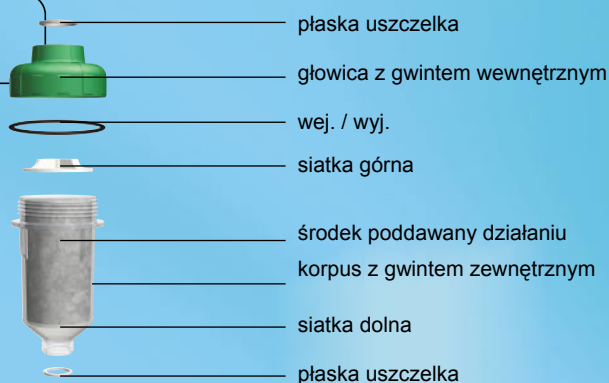 płaska uszczelka
głowica z gwintem wewnętrznym
wej. / wyj.
siatka górna
środek poddawany działaniu
korpus z gwintem zewnętrznym
siatka dolna
płaska uszczelka